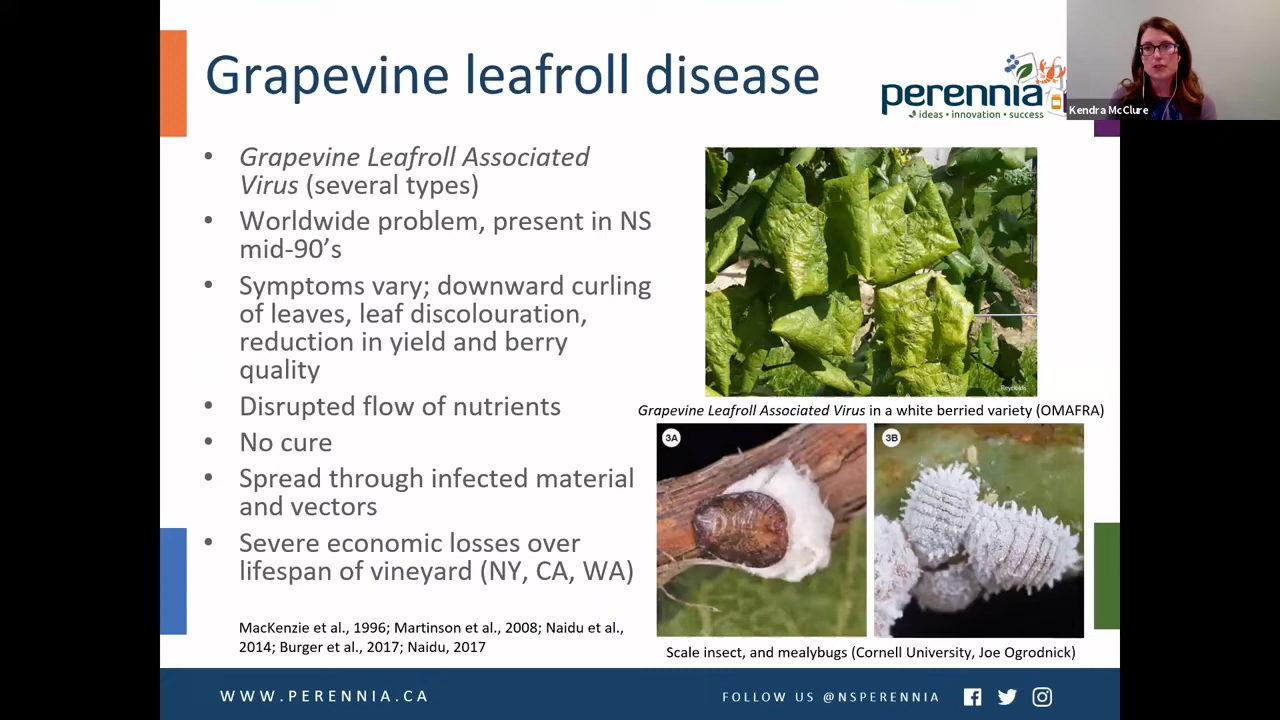 Grapevine leafroll disease
perennia
ideas • innovation • success
Kendra McClure
• Grapevine Leafroll Associated
Virus (several types)
• Worldwide problem, present in NS
mid-90's
• Symptoms vary; downward curling
of leaves, leaf discolouration,
reduction in yield and berry
quality
• Disrupted flow of nutrients
• No cure
• Spread through infected material
and vectors
• Severe economic losses over
lifespan of vineyard (NY, CA, WA)
MacKenzie et al., 1996; Martinson et al., 2008; Naidu et al.,
2014; Burger et al., 2017; Naidu, 2017
Reynolds
Grapevine Leafroll Associated Virus in a white berried variety (OMAFRA)
3A
3B
Scale insect, and mealybugs (Cornell University, Joe Ogrodnick)
WWW.PERENNIA.CA
FOLLOW US @NSPERENNIA